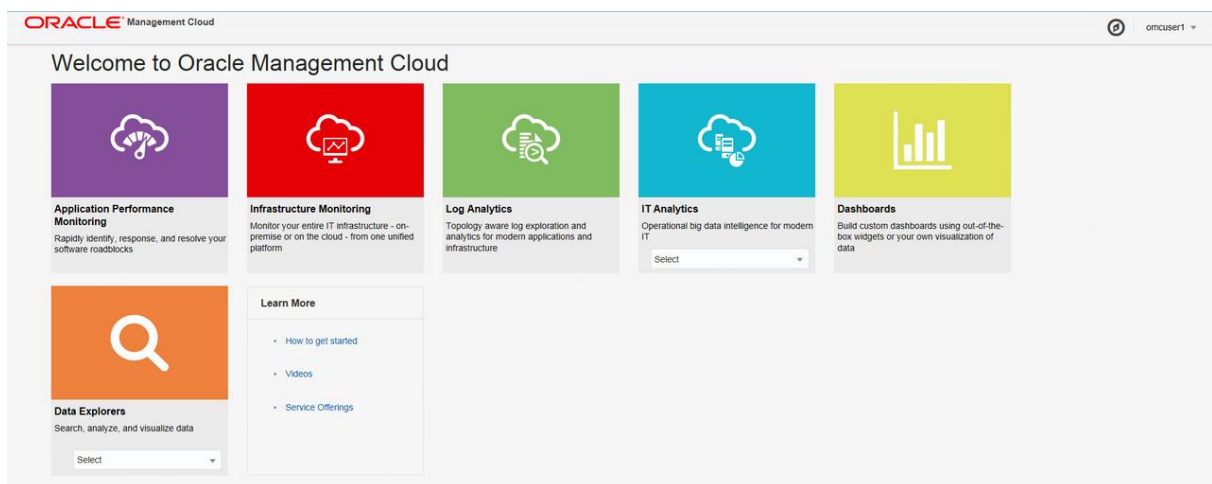 ORACLE Management Cloud
omcuser1
Welcome to Oracle Management Cloud
Application Performance
Monitoring
Rapidly identify, response, and resolve your
software roadblocks
Infrastructure Monitoring
Monitor your entire IT infrastructure - on-
premise or on the cloud - from one unified
platform
Log Analytics
Topology aware log exploration and
analytics for modern applications and
infrastructure
IT Analytics
Operational big data intelligence for modern
IT
Select
Dashboards
Build custom dashboards using out-of-the-
box widgets or your own visualization of
data
Data Explorers
Search, analyze, and visualize data
Select
Learn More
• How to get started
• Videos
• Service Offerings